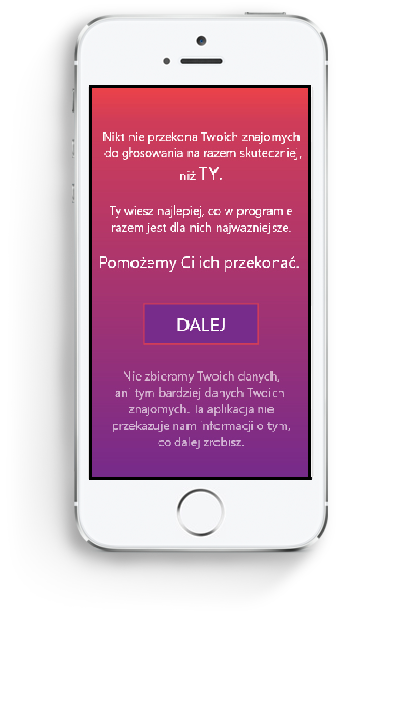 Nikt nie przekona Twoich znajomych
do głosowania na razem skuteczniej,
niż TY.
Ty wiesz najlepiej, co w programie
razem jest dla nich najważniejsze.
Pomożemy Ci ich przekonać.
DALEJ
Nie zbieramy Twoich danych,
ani tym bardziej danych Twoich
znajomych. Ta aplikacja nie
przekazuje nam informacji o tym,
co dalej zrobisz.